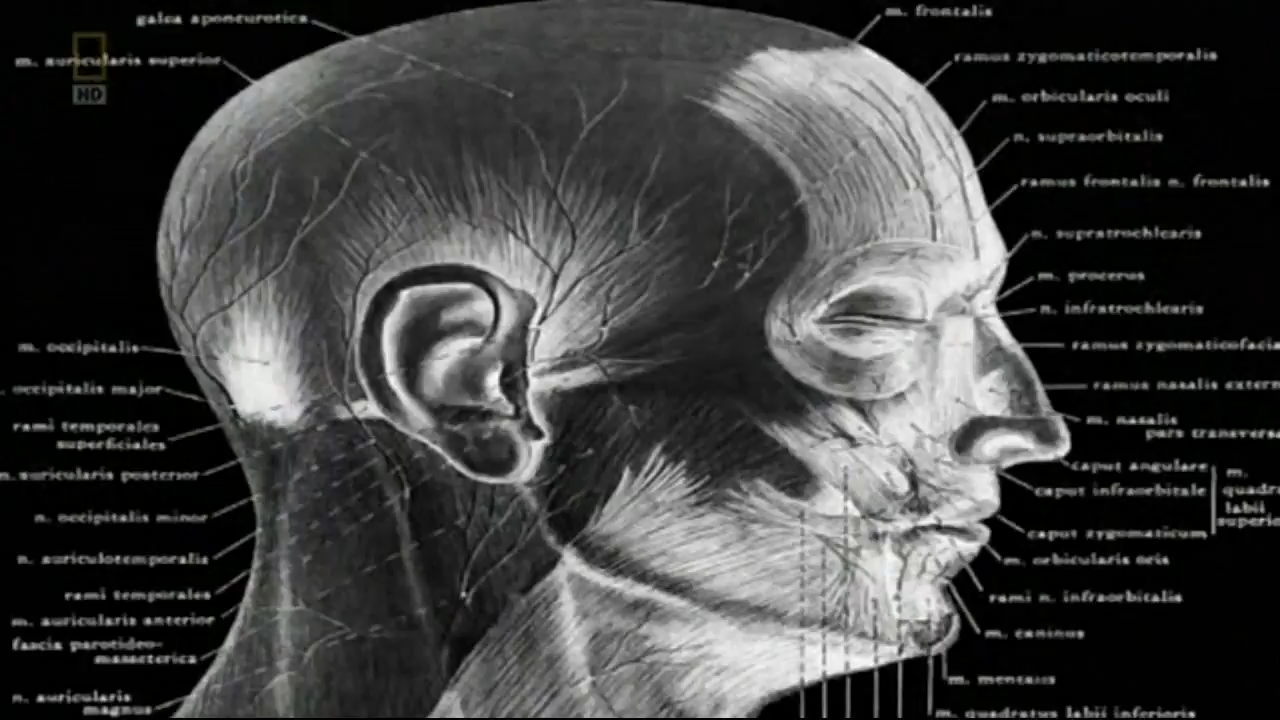 galea aponeurotica
m. auricularis superior
HD
m. occipitalis
. occipitalis major
rami temporales
superficiales
m. auricularis posterior
n. occipitalis minor
n. auriculotemporalis
rami temporales
m. auricularis anterior
fascia parotideo-
masseterica
n. auricularis
magnus
m. frontalis
ramus zygomaticotemporalis
m. orbicularis oculi
n. supraorbitalis
ramus frontalis n. frontalis
n. supratrochlearis
m. procerus
n. infratrochlearis
ramus zygomaticofacia
ramus nasalis extern
m. nasalis
pars transversa
caput angulare
caput infraorbitale
caput zygomaticum
m.
quadra
labii
superio
m. orbicularis oris
rami n. infraorbitalis
m. caninus
m. mentalis
m. quadratus labii inferioris